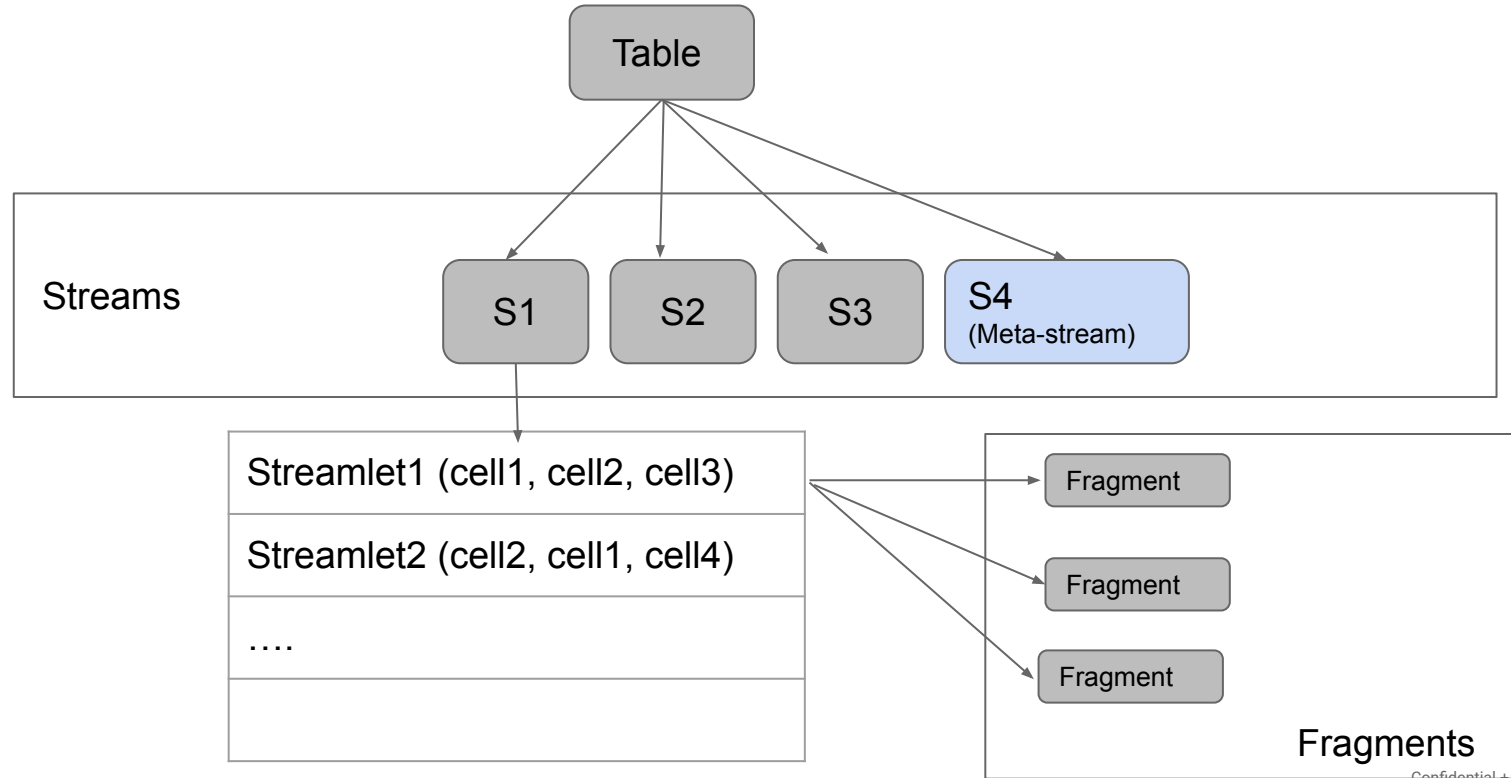 Table
Streams
S1
S2
S3
S4
(Meta-stream)
Streamlet1 (cell1, cell2, cell3)
Streamlet2 (cell2, cell1, cell4)
….
Fragment
Fragment
Fragment
Fragments
Confidential +